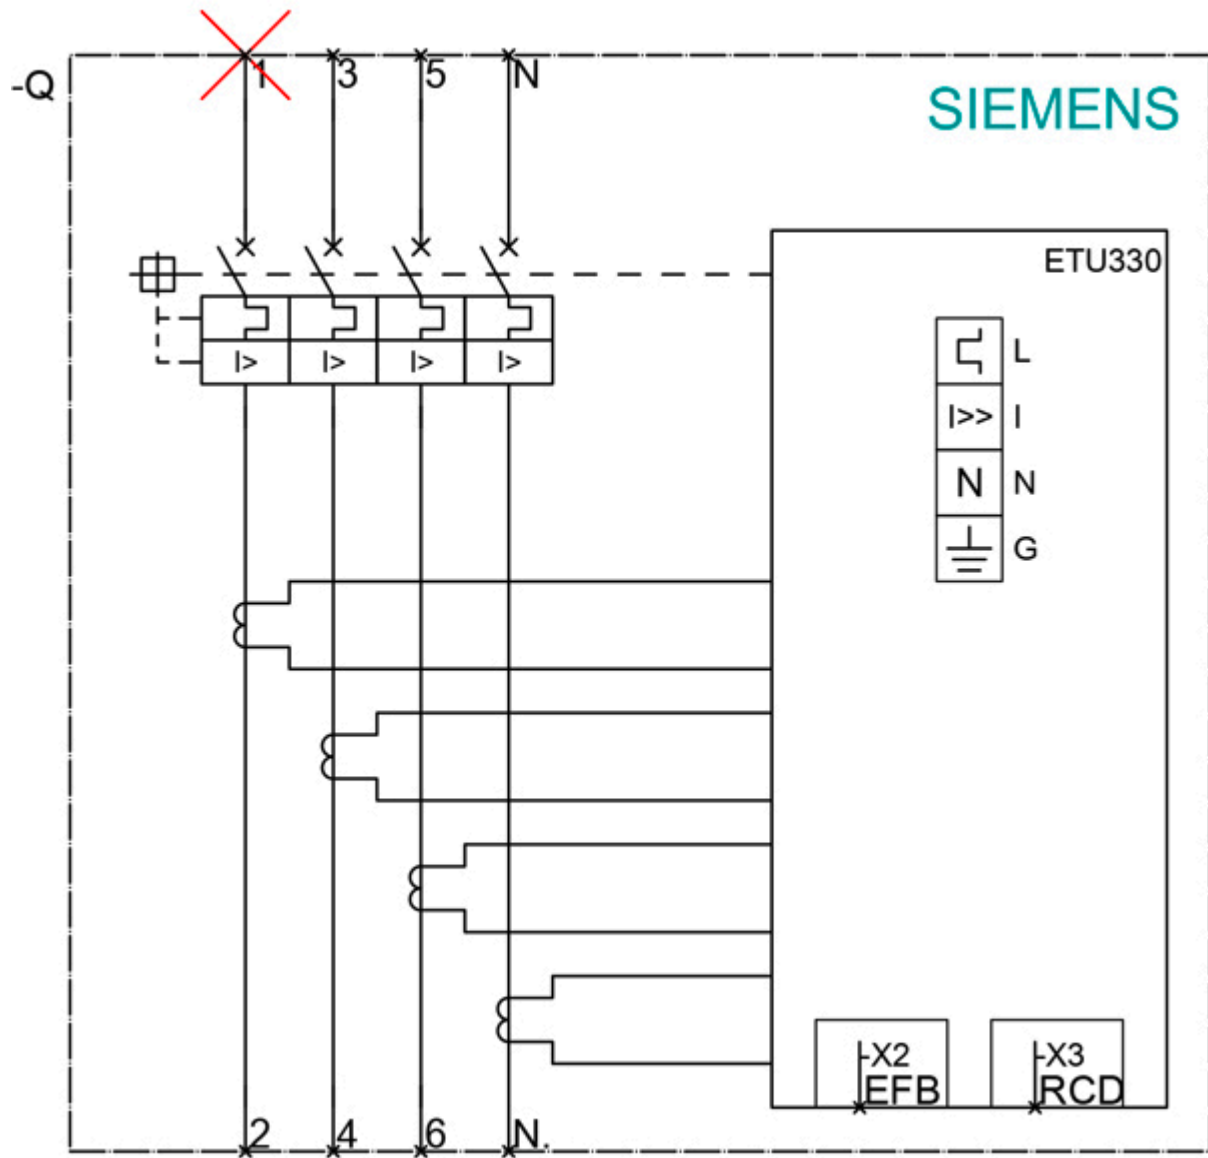 1 3 5 N
-Q
SIEMENS
ETU330
L
I> I> I> I>
I>> I
N N
G
-X2 -X3
EFB RCD
2 4 6 N.